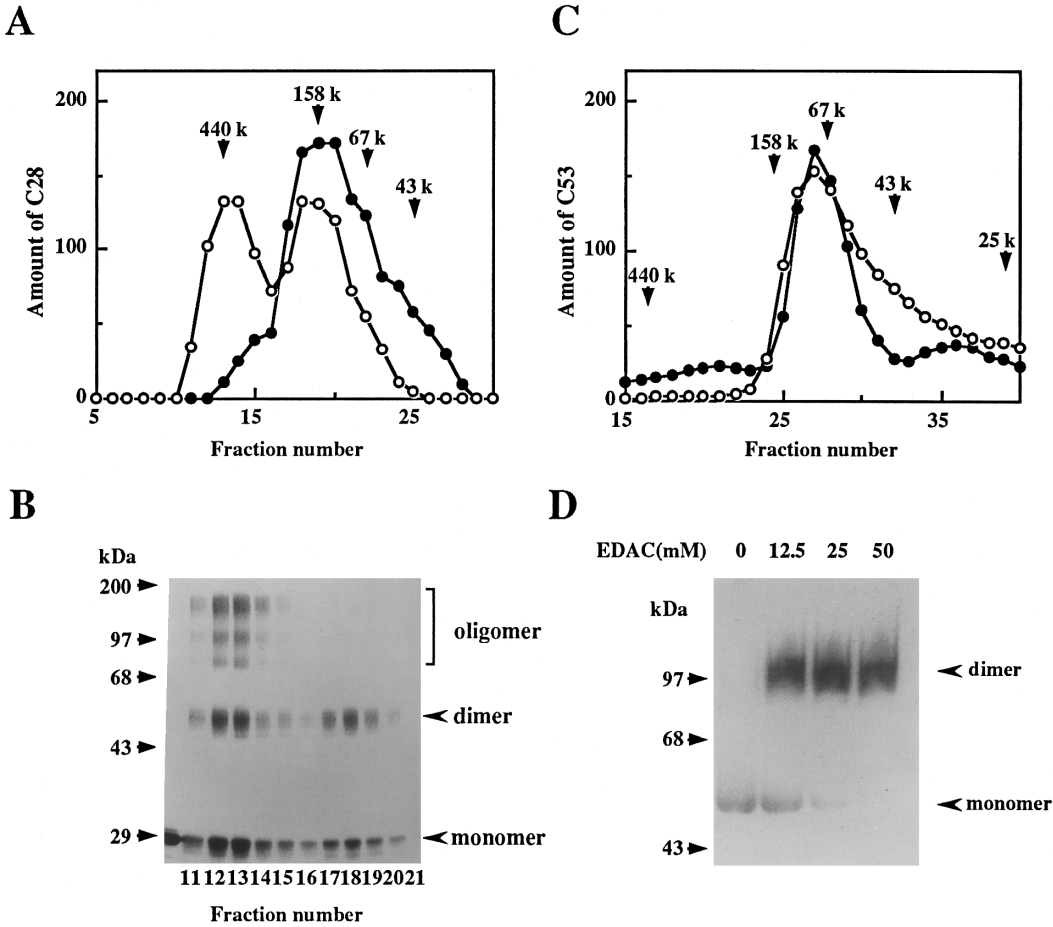 A
200
100
0
Amount of C28
440 k
158 k
67 k
43 k
5
15
25
Fraction number
B
kDa
200
97
68
43
29
oligomer
dimer
monomer
11 12 13 14 15 16 17 18 19 20 21
Fraction number
C
200
100
0
Amount of C53
440 k
158 k
67 k
43 k
25 k
15
25
35
Fraction number
D
EDAC(mM) 0 12.5 25 50
kDa
97
68
43
dimer
monomer